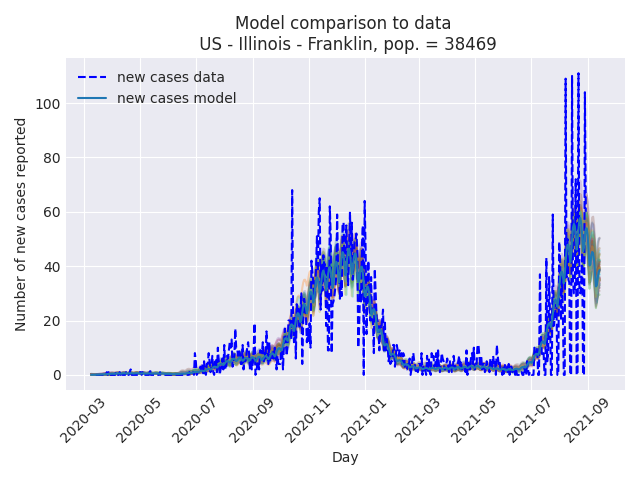 Model comparison to data
US - Illinois - Franklin, pop. = 38469
new cases data
new cases model
Number of new cases reported
100
80
60
40
20
0
2020-03
2020-05
2020-07
2020-09
2020-11
2021-01
2021-03
2021-05
2021-07
2021-09
Day